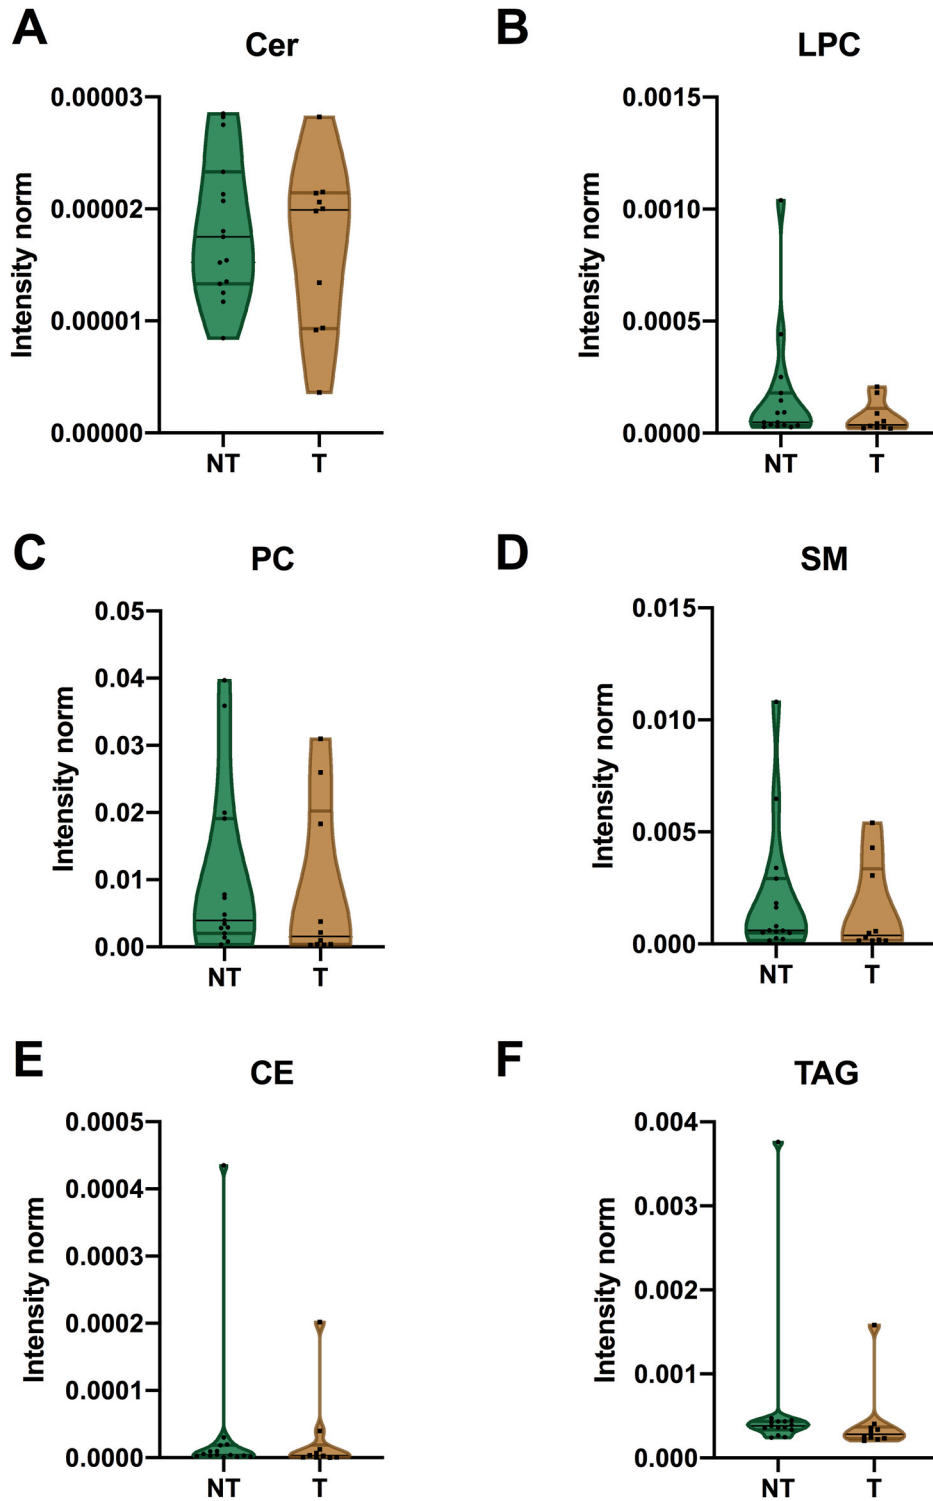 A
Cer
Intensity norm
0.00003
0.00002
0.00001
0.00000
NT
T
B
LPC
Intensity norm
0.0015
0.0010
0.0005
0.0000
NT
T
C
PC
Intensity norm
0.05
0.04
0.03
0.02
0.01
0.00
NT
T
D
SM
Intensity norm
0.015
0.010
0.005
0.000
NT
T
E
CE
Intensity norm
0.0005
0.0004
0.0003
0.0002
0.0001
0.0000
NT
T
F
TAG
Intensity norm
0.004
0.003
0.002
0.001
0.000
NT
T